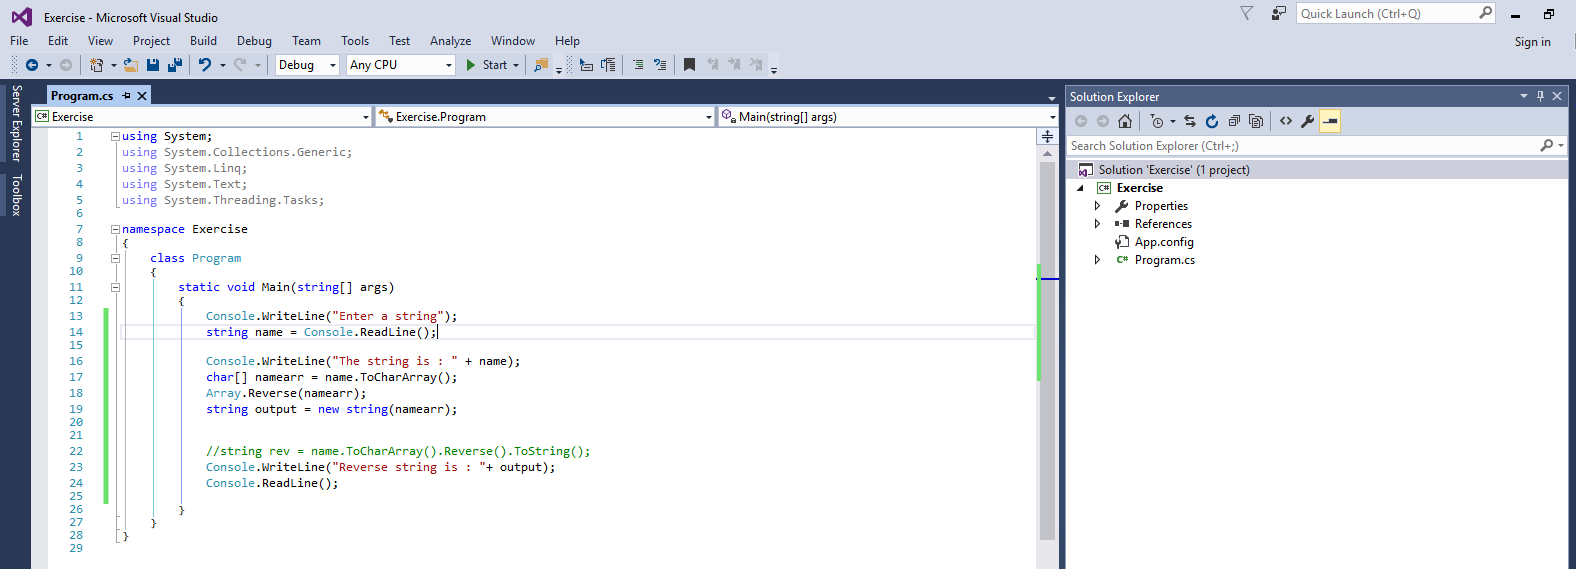 Exercise - Microsoft Visual Studio
Quick Launch (Ctrl+Q)
File Edit View Project Build Debug Team Tools Test Analyze Window Help
Sign in
Debug Any CPU Start
Server Explorer
Toolbox
Program.cs
C# Exercise Exercise.Program Main(string[] args)
1 using System;
2 using System.Collections.Generic;
3 using System.Linq;
4 using System.Text;
5 using System.Threading.Tasks;
6
7 namespace Exercise
8 {
9 class Program
10 {
11 static void Main(string[] args)
12 {
13 Console.WriteLine("Enter a string");
14 string name = Console.ReadLine();
15
16 Console.WriteLine("The string is : " + name);
17 char[] namearr = name.ToCharArray();
18 Array.Reverse(namearr);
19 string output = new string(namearr);
20
21
22 //string rev = name.ToCharArray().Reverse().ToString();
23 Console.WriteLine("Reverse string is : "+ output);
24 Console.ReadLine();
25
26 }
27 }
28 }
29
Solution Explorer
Search Solution Explorer (Ctrl+;)
Solution 'Exercise' (1 project)
C# Exercise
Properties
References
App.config
C# Program.cs